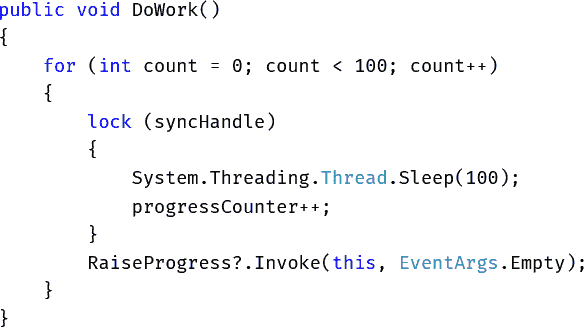 public void DoWork()
{
    for (int count = 0; count < 100; count++)
    {
        lock (syncHandle)
        {
            System.Threading.Thread.Sleep(100);
            progressCounter++;
        }
        RaiseProgress?.Invoke(this, EventArgs.Empty);
    }
}